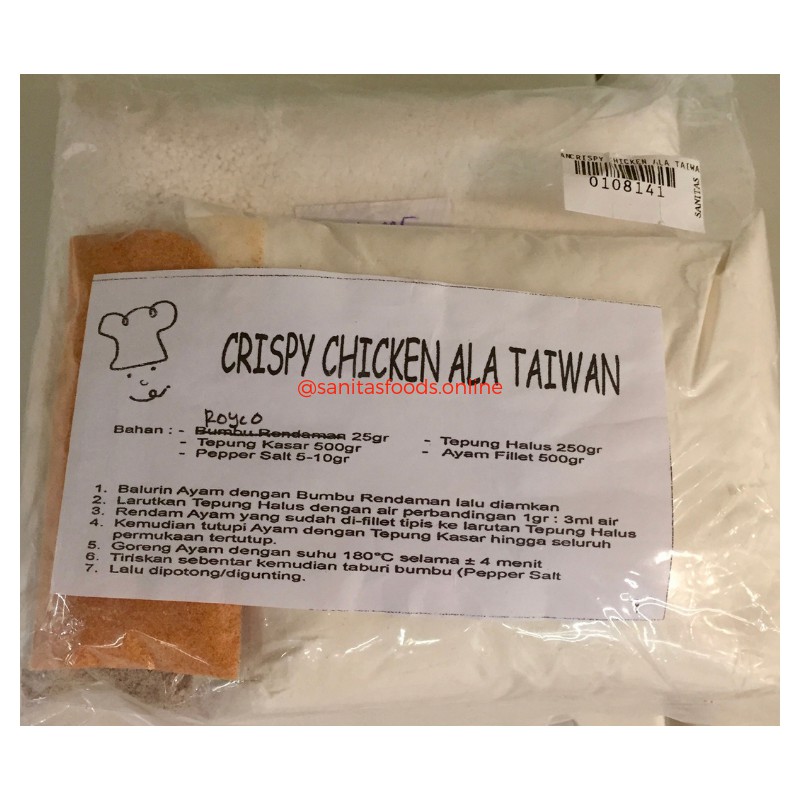 CRISPY CHICKEN ALA TAIWA
0108141
SANITAS
CRISPY CHICKEN ALA TAIWAN
@sanitasfoods.online
Royco
Bahan : - Bumbu Rendaman 25gr
- Tepung Halus 250gr
- Tepung Kasar 500gr
- Ayam Fillet 500gr
- Pepper Salt 5-10gr
1. Balurin Ayam dengan Bumbu Rendaman lalu diamkan
2. Larutkan Tepung Halus dengan air perbandingan 1gr : 3ml air
3. Rendam Ayam yang sudah di-fillet tipis ke larutan Tepung Halus
4. Kemudian tutupi Ayam dengan Tepung Kasar hingga seluruh
permukaan tertutup.
5. Goreng Ayam dengan suhu 180°C selama ± 4 menit
6. Tiriskan sebentar kemudian taburi bumbu (Pepper Salt
7. Lalu dipotong/digunting.